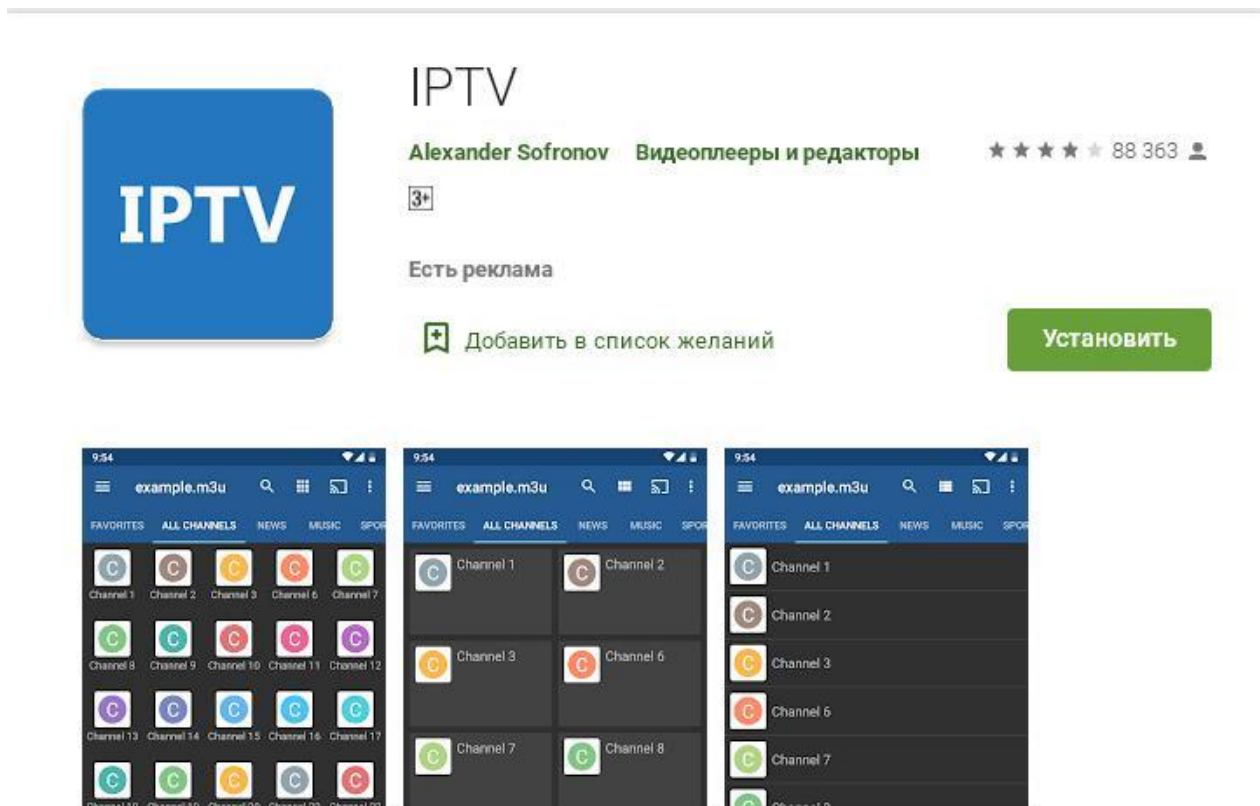 IPTV
IPTV
Alexander Sofronov Видеоплееры и редакторы 88 363
3+
Есть реклама
Добавить в список желаний
Установить
9:54
example.m3u
FAVORITES ALL CHANNELS NEWS MUSIC SPOR
Channel 1 Channel 2 Channel 3 Channel 6 Channel 7
Channel 8 Channel 9 Channel 10 Channel 11 Channel 12
Channel 13 Channel 14 Channel 15 Channel 16 Channel 17
9:54
example.m3u
FAVORITES ALL CHANNELS NEWS MUSIC SPOR
Channel 1 Channel 2
Channel 3 Channel 6
Channel 7 Channel 8
9:54
example.m3u
FAVORITES ALL CHANNELS NEWS MUSIC SPOR
Channel 1
Channel 2
Channel 3
Channel 6
Channel 7